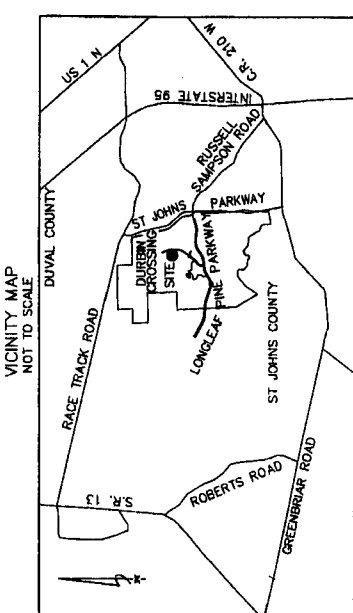 VICINITY MAP
NOT TO SCALE
DUVAL COUNTY
US 1 N
C.R. 210 W
INTERSTATE 95
RUSSELL
SAMPSON ROAD
ST JOHNS
PARKWAY
RACE TRACK ROAD
DURBIN
CROSSING
SITE
LONGLEAF PINE PARKWAY
ST JOHNS COUNTY
S.R. 13
ROBERTS ROAD
GREENBRIAR ROAD